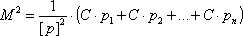 M² = 1/[p]² · (C · p₁ + C · p₂ + ... + C · pₙ)